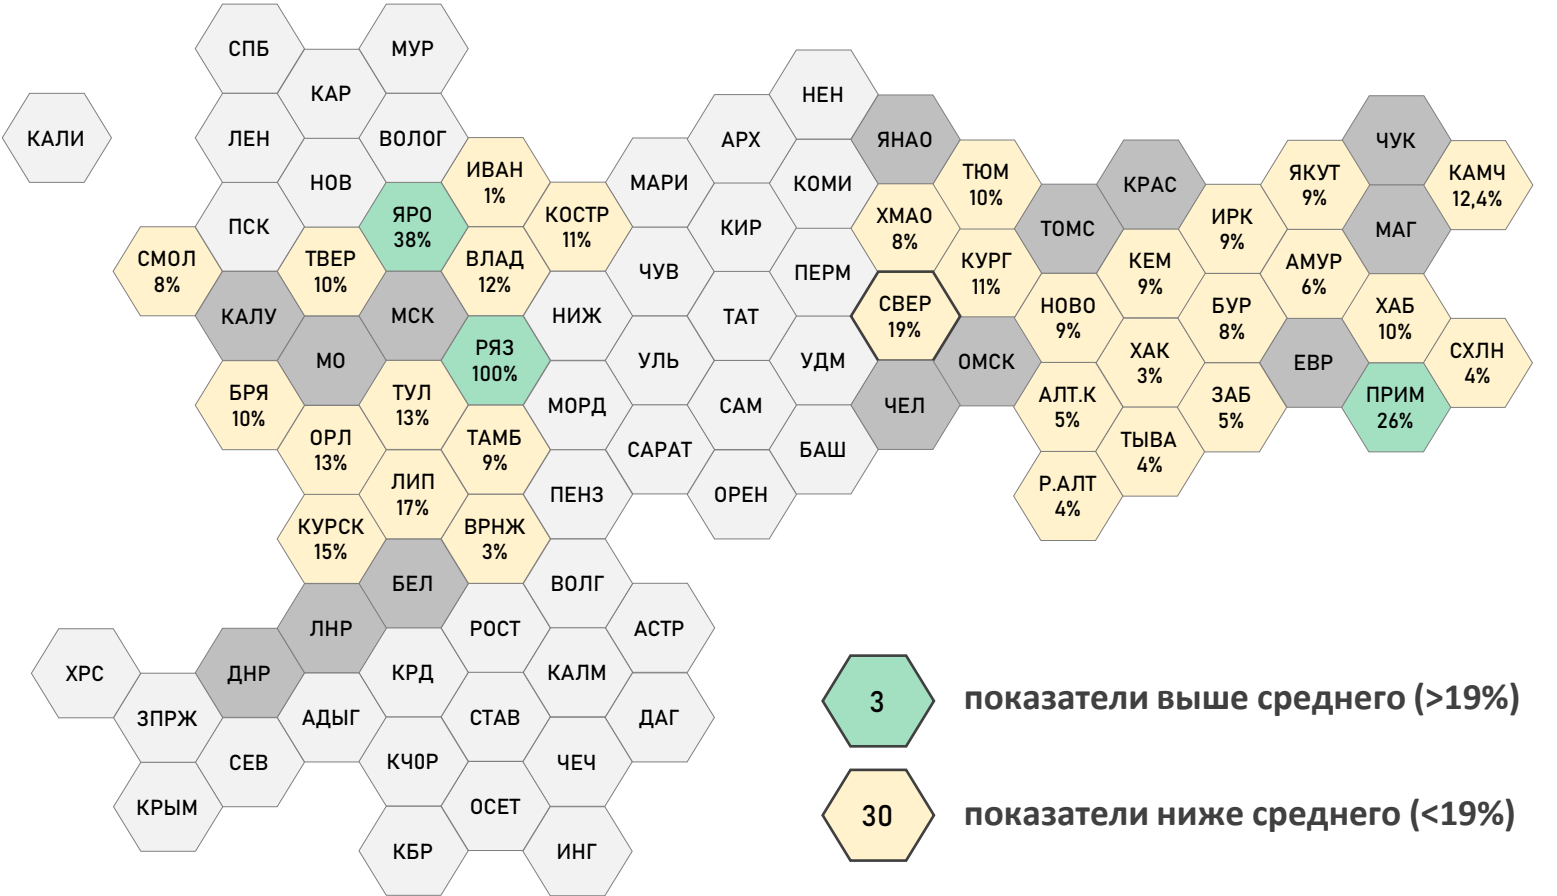 СПБ
МУР
КАР
НЕН
КАЛИ
ЛЕН
ВОЛОГ
АРХ
ЯНАО
ЧУК
НОВ
ИВАН
1%
МАРИ
КОМИ
ТЮМ
10%
КРАС
ЯКУТ
9%
КАМЧ
12,4%
ПСК
ЯРО
38%
КОСТР
11%
КИР
ХМАО
8%
ТОМС
ИРК
9%
МАГ
СМОЛ
8%
ТВЕР
10%
ВЛАД
12%
ЧУВ
ПЕРМ
КУРГ
11%
КЕМ
9%
АМУР
6%
КАЛУ
МСК
НИЖ
ТАТ
СВЕР
19%
НОВО
9%
БУР
8%
ХАБ
10%
МО
РЯЗ
100%
УЛЬ
УДМ
ОМСК
ХАК
3%
ЕВР
СХЛН
4%
БРЯ
10%
ТУЛ
13%
МОРД
САМ
ЧЕЛ
АЛТ.К
5%
ЗАБ
5%
ПРИМ
26%
ОРЛ
13%
ТАМБ
9%
САРАТ
БАШ
ТЫВА
4%
ЛИП
17%
ПЕНЗ
ОРЕН
Р.АЛТ
4%
КУРСК
15%
ВРНЖ
3%
БЕЛ
ВОЛГ
ЛНР
РОСТ
АСТР
ХРС
ДНР
КРД
КАЛМ
ЗПРЖ
АДЫГ
СТАВ
ДАГ
3
показатели выше среднего (>19%)
СЕВ
КЧОР
ЧЕЧ
КРЫМ
ОСЕТ
30
показатели ниже среднего (<19%)
КБР
ИНГ